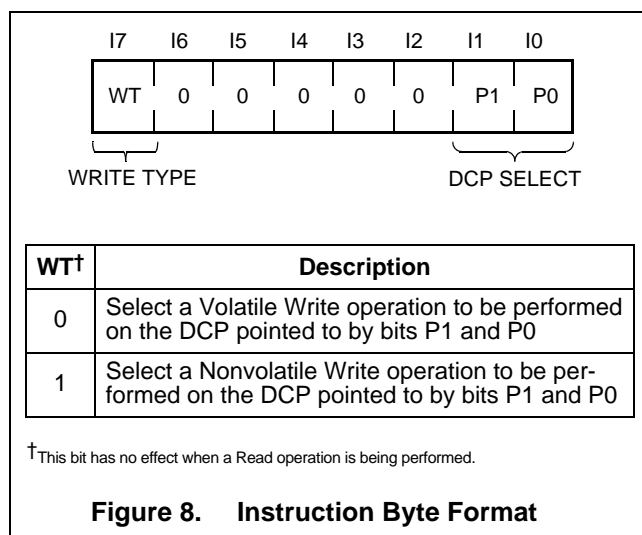 I7 I6 I5 I4 I3 I2 I1 I0
WT 0 0 0 0 0 P1 P0
WRITE TYPE DCP SELECT
WT† Description
0 Select a Volatile Write operation to be performed
on the DCP pointed to by bits P1 and P0
1 Select a Nonvolatile Write operation to be per-
formed on the DCP pointed to by bits P1 and P0
†This bit has no effect when a Read operation is being performed.
Figure 8. Instruction Byte Format